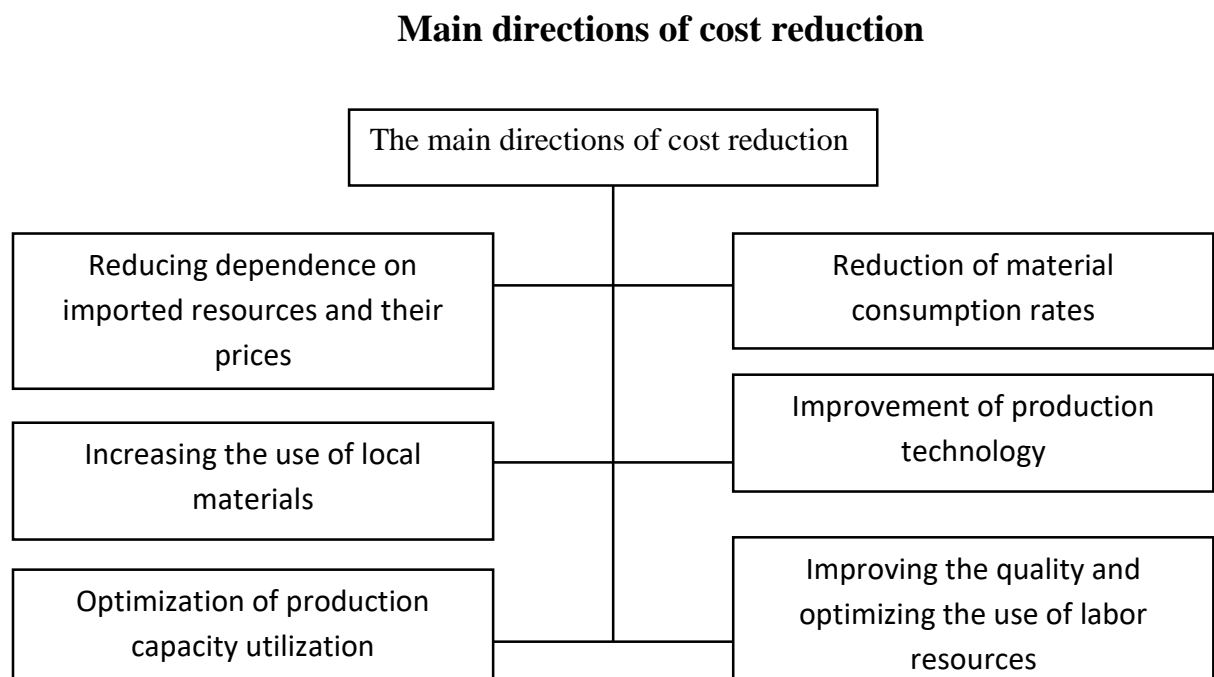 Main directions of cost reduction
The main directions of cost reduction
Reducing dependence on
imported resources and their
prices
Reduction of material
consumption rates
Increasing the use of local
materials
Improvement of production
technology
Optimization of production
capacity utilization
Improving the quality and
optimizing the use of labor
resources